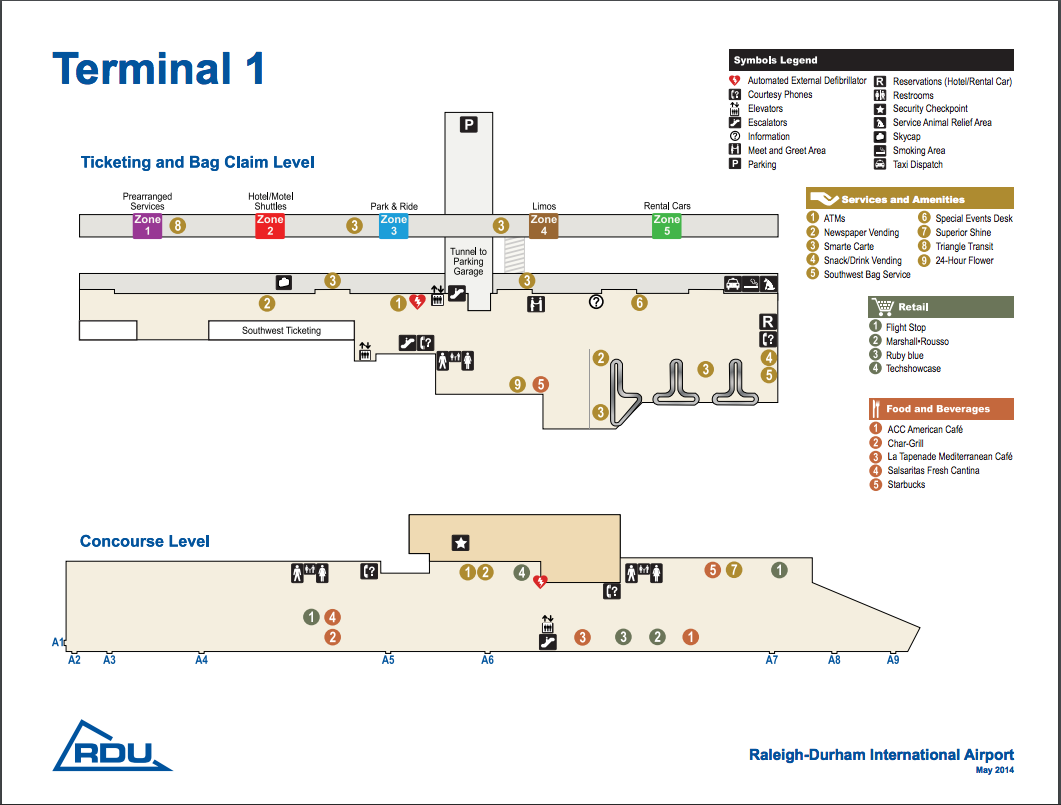 Terminal 1
Symbols Legend
Automated External Defibrillator
Courtesy Phones
Elevators
Escalators
Information
Meet and Greet Area
P Parking
R Reservations (Hotel/Rental Car)
Restrooms
Security Checkpoint
Service Animal Relief Area
Skycap
Smoking Area
Taxi Dispatch
Services and Amenities
1 ATMs
2 Newspaper Vending
3 Smarte Carte
4 Snack/Drink Vending
5 Southwest Bag Service
6 Special Events Desk
7 Superior Shine
8 Triangle Transit
9 24-Hour Flower
Retail
1 Flight Stop
2 Marshall•Rousso
3 Ruby blue
4 Techshowcase
Food and Beverages
1 ACC American Café
2 Char-Grill
3 La Tapenade Mediterranean Café
4 Salsaritas Fresh Cantina
5 Starbucks
Ticketing and Bag Claim Level
P
Prearranged
Services
Zone
1
8
Hotel/Motel
Shuttles
Zone
2
3
Park & Ride
Zone
3
3
Limos
Zone
4
Rental Cars
Zone
5
Tunnel to
Parking
Garage
3
3
2
1
?
6
Southwest Ticketing
R
?
?
2
3
4
5
9
5
3
Concourse Level
?
1
2
4
?
5
7
1
1
4
2
3
3
2
1
A1
A2
A3
A4
A5
A6
A7
A8
A9
RDU
Raleigh-Durham International Airport
May 2014